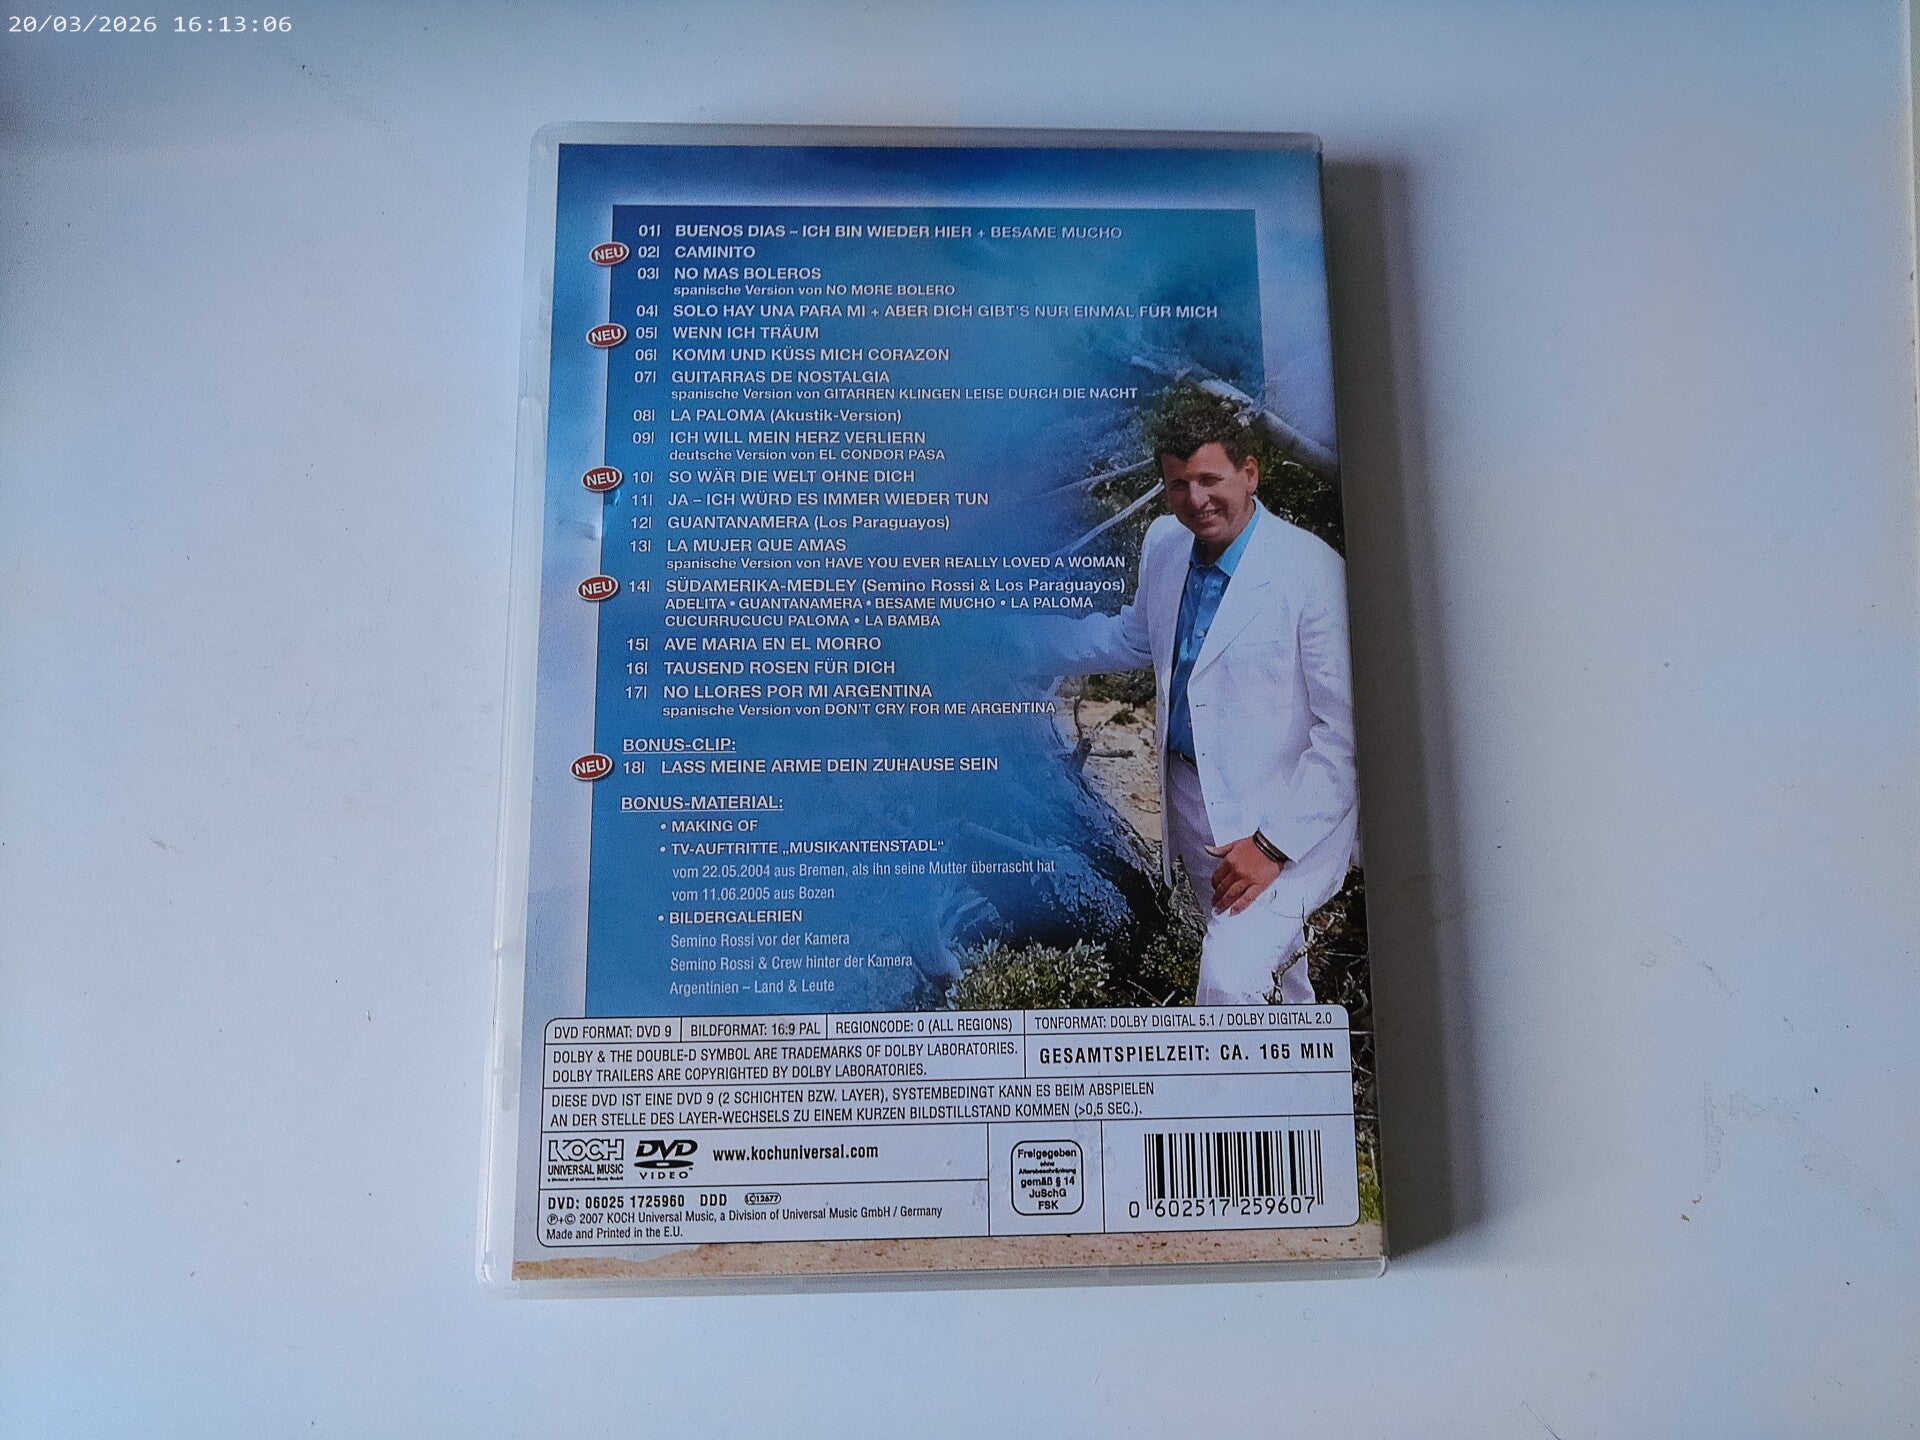 20/03/2026 16:13:06
01| BUENOS DIAS – ICH BIN WIEDER HIER + BESAME MUCHO
NEU 02| CAMINITO
03| NO MAS BOLEROS
spanische Version von NO MORE BOLERO
04| SOLO HAY UNA PARA MI + ABER DICH GIBT'S NUR EINMAL FÜR MICH
NEU 05| WENN ICH TRÄUM
06| KOMM UND KÜSS MICH CORAZON
07| GUITARRAS DE NOSTALGIA
spanische Version von GITARREN KLINGEN LEISE DURCH DIE NACHT
08| LA PALOMA (Akustik-Version)
09| ICH WILL MEIN HERZ VERLIERN
deutsche Version von EL CONDOR PASA
NEU 10| SO WÄR DIE WELT OHNE DICH
11| JA – ICH WÜRD ES IMMER WIEDER TUN
12| GUANTANAMERA (Los Paraguayos)
13| LA MUJER QUE AMAS
spanische Version von HAVE YOU EVER REALLY LOVED A WOMAN
NEU 14| SÜDAMERIKA-MEDLEY (Semino Rossi & Los Paraguayos)
ADELITA • GUANTANAMERA • BESAME MUCHO • LA PALOMA
CUCURRUCUCU PALOMA • LA BAMBA
15| AVE MARIA EN EL MORRO
16| TAUSEND ROSEN FÜR DICH
17| NO LLORES POR MI ARGENTINA
spanische Version von DON'T CRY FOR ME ARGENTINA
BONUS-CLIP:
NEU 18| LASS MEINE ARME DEIN ZUHAUSE SEIN
BONUS-MATERIAL:
• MAKING OF
• TV-AUFTRITTE „MUSIKANTENSTADL“
vom 22.05.2004 aus Bremen, als ihn seine Mutter überrascht hat
vom 11.06.2005 aus Bozen
• BILDERGALERIEN
Semino Rossi vor der Kamera
Semino Rossi & Crew hinter der Kamera
Argentinien – Land & Leute
DVD FORMAT: DVD 9 BILDFORMAT: 16:9 PAL REGIONCODE: 0 (ALL REGIONS) TONFORMAT: DOLBY DIGITAL 5.1 / DOLBY DIGITAL 2.0
DOLBY & THE DOUBLE-D SYMBOL ARE TRADEMARKS OF DOLBY LABORATORIES.
DOLBY TRAILERS ARE COPYRIGHTED BY DOLBY LABORATORIES.
GESAMTSPIELZEIT: CA. 165 MIN
DIESE DVD IST EINE DVD 9 (2 SCHICHTEN BZW. LAYER), SYSTEMBEDINGT KANN ES BEIM ABSPIELEN
AN DER STELLE DES LAYER-WECHSELS ZU EINEM KURZEN BILDSTILLSTAND KOMMEN (>0,5 SEC.).
KOCH
UNIVERSAL MUSIC
a Division of Universal Music GmbH
DVD
VIDEO™
www.kochuniversal.com
DVD: 06025 1725960 DDD LC12677
℗+© 2007 KOCH Universal Music, a Division of Universal Music GmbH / Germany
Made and Printed in the E.U.
Freigegeben
ohne
Altersbeschränkung
gemäß § 14
JuSchG
FSK
0 602517 259607